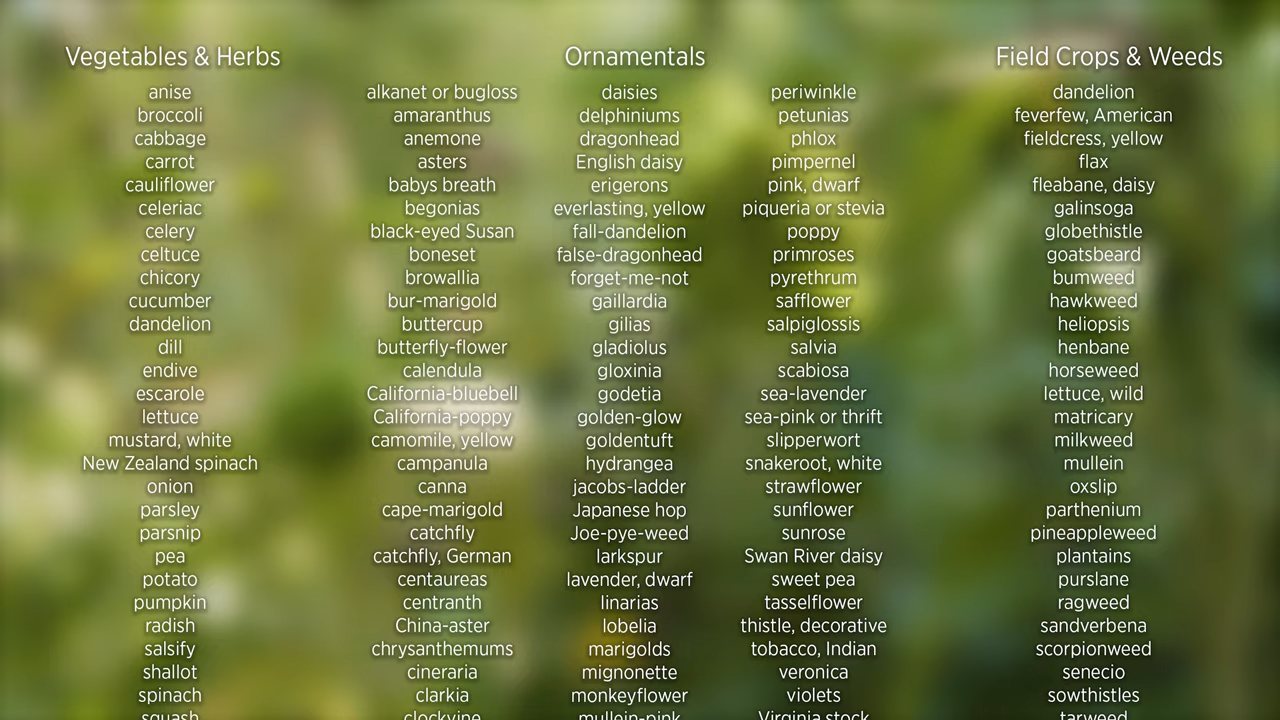 Vegetables & Herbs
anise
broccoli
cabbage
carrot
cauliflower
celeriac
celery
celtuce
chicory
cucumber
dandelion
dill
endive
escarole
lettuce
mustard, white
New Zealand spinach
onion
parsley
parsnip
pea
potato
pumpkin
radish
salsify
shallot
spinach
squash
Ornamentals
alkanet or bugloss
amaranthus
anemone
asters
babys breath
begonias
black-eyed Susan
boneset
browallia
bur-marigold
buttercup
butterfly-flower
calendula
California-bluebell
California-poppy
camomile, yellow
campanula
canna
cape-marigold
catchfly
catchfly, German
centaureas
centranth
China-aster
chrysanthemums
cineraria
clarkia
clockvine
daisies
delphiniums
dragonhead
English daisy
erigerons
everlasting, yellow
fall-dandelion
false-dragonhead
forget-me-not
gaillardia
gilias
gladiolus
gloxinia
godetia
golden-glow
goldentuft
hydrangea
jacobs-ladder
Japanese hop
Joe-pye-weed
larkspur
lavender, dwarf
linarias
lobelia
marigolds
mignonette
monkeyflower
mullein-pink
periwinkle
petunias
phlox
pimpernel
pink, dwarf
piqueria or stevia
poppy
primroses
pyrethrum
safflower
salpiglossis
salvia
scabiosa
sea-lavender
sea-pink or thrift
slipperwort
snakeroot, white
strawflower
sunflower
sunrose
Swan River daisy
sweet pea
tasselflower
thistle, decorative
tobacco, Indian
veronica
violets
Virginia stock
Field Crops & Weeds
dandelion
feverfew, American
fieldcress, yellow
flax
fleabane, daisy
galinsoga
globethistle
goatsbeard
bumweed
hawkweed
heliopsis
henbane
horseweed
lettuce, wild
matricary
milkweed
mullein
oxslip
parthenium
pineappleweed
plantains
purslane
ragweed
sandverbena
scorpionweed
senecio
sowthistles
tarweed